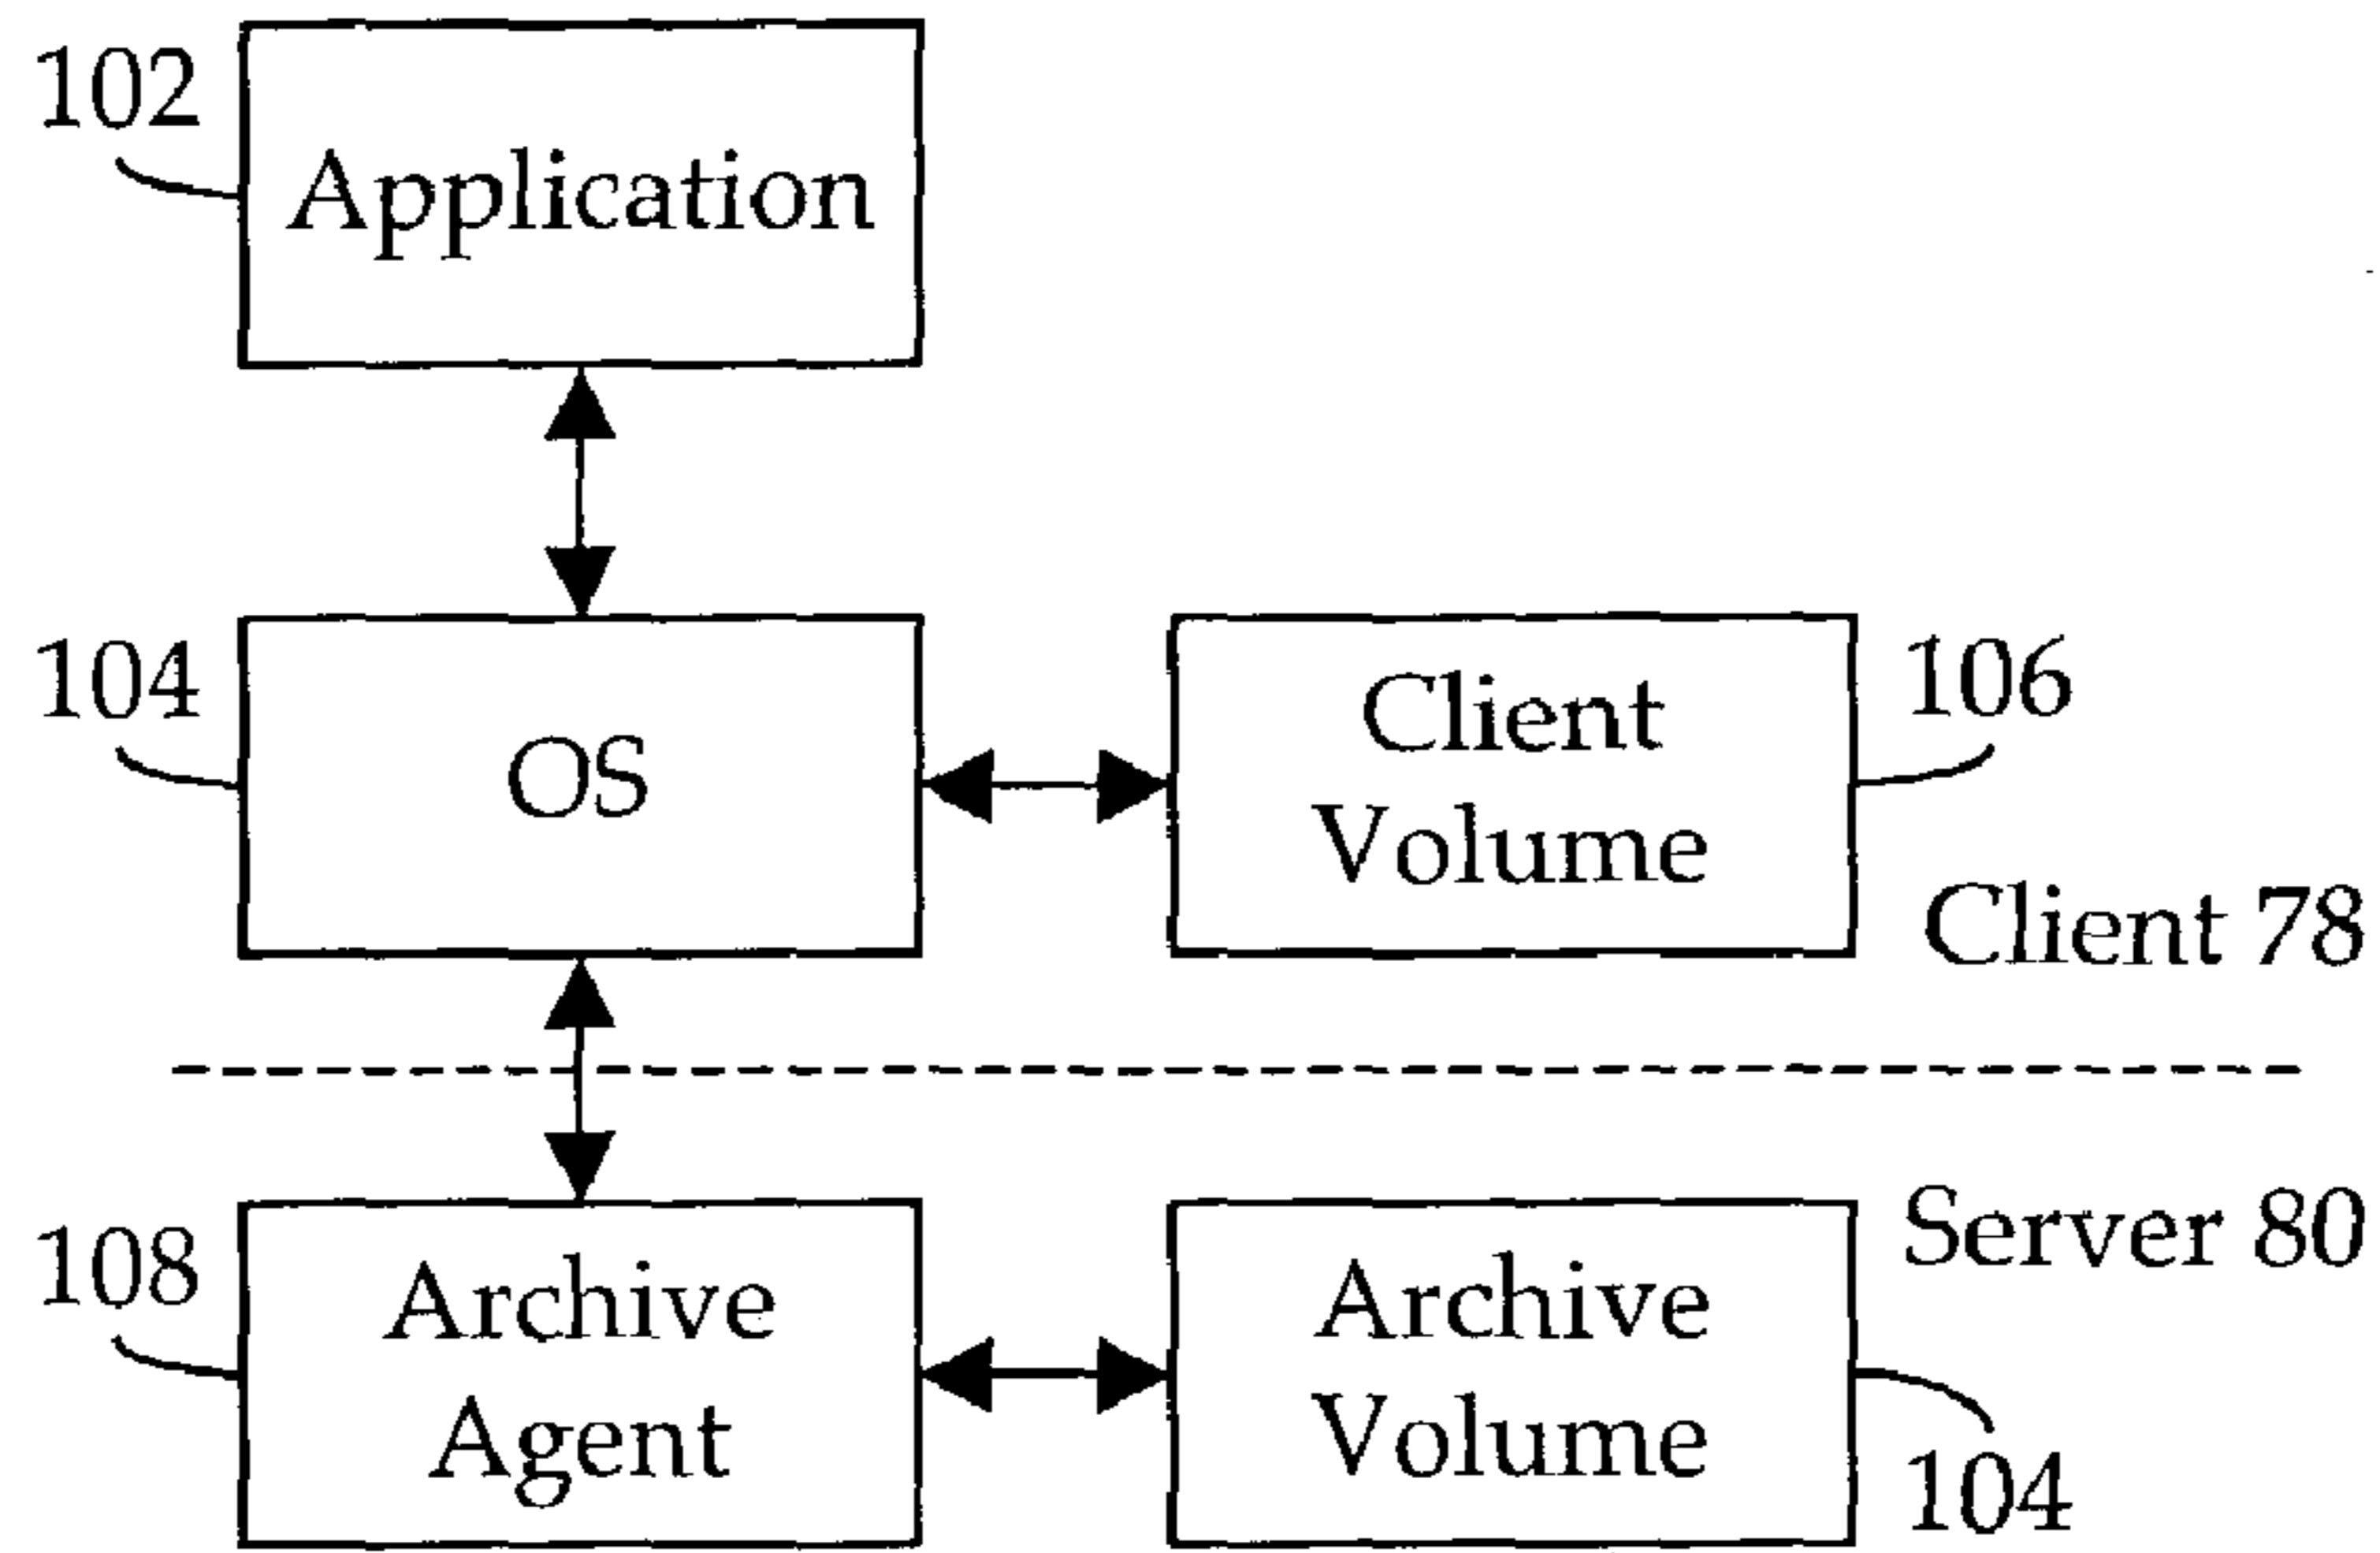 102
Application
104
OS
Client
Volume
106
Client 78
Server 80
108
Archive
Agent
Archive
Volume
104